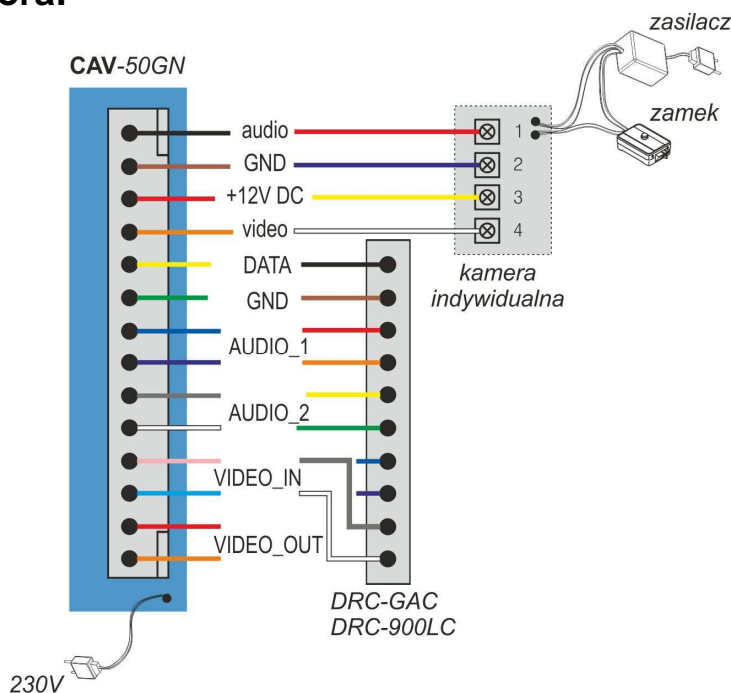 zasilacz
CAV-50GN
zamek
audio
1
GND
2
+12V DC
3
video
4
DATA
kamera
indywidualna
GND
AUDIO_1
AUDIO_2
VIDEO_IN
VIDEO_OUT
DRC-GAC
DRC-900LC
230V